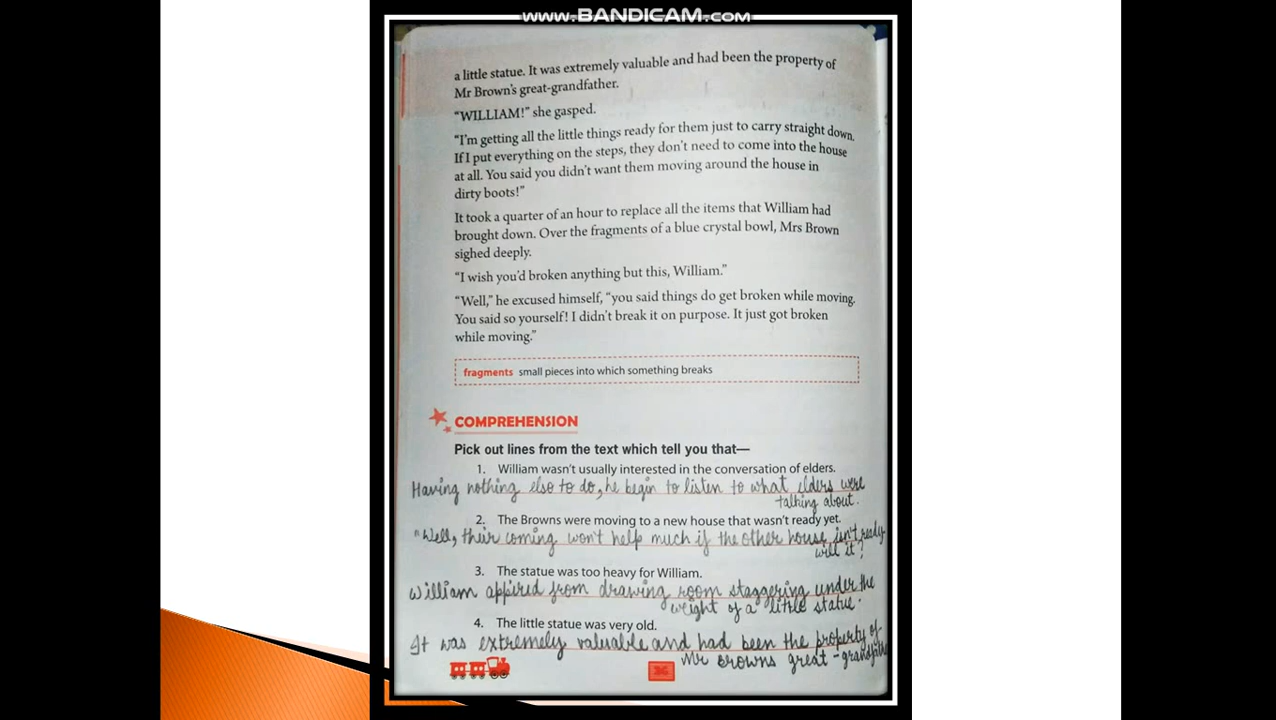 www.BANDICAM.com
a little statue. It was extremely valuable and had been the property of
Mr Brown's great-grandfather.
"WILLIAM!" she gasped.
"I'm getting all the little things ready for them just to carry straight down.
If I put everything on the steps, they don't need to come into the house
at all. You said you didn't want them moving around the house in
dirty boots!"
It took a quarter of an hour to replace all the items that William had
brought down. Over the fragments of a blue crystal bowl, Mrs Brown
sighed deeply.
"I wish you'd broken anything but this, William."
"Well," he excused himself, "you said things do get broken while moving.
You said so yourself! I didn't break it on purpose. It just got broken
while moving."
fragments small pieces into which something breaks
COMPREHENSION
Pick out lines from the text which tell you that—
1. William wasn't usually interested in the conversation of elders.
Having nothing else to do, he begin to listen to what elders were
talking about.
2. The Browns were moving to a new house that wasn't ready yet.
"Well, their coming won't help much if the other house isn't ready
will it?
3. The statue was too heavy for William.
William appired from drawing room staggering under the
weight of a little statue.
4. The little statue was very old.
It was extremely valuable and had been the property of
Mr Browns great-